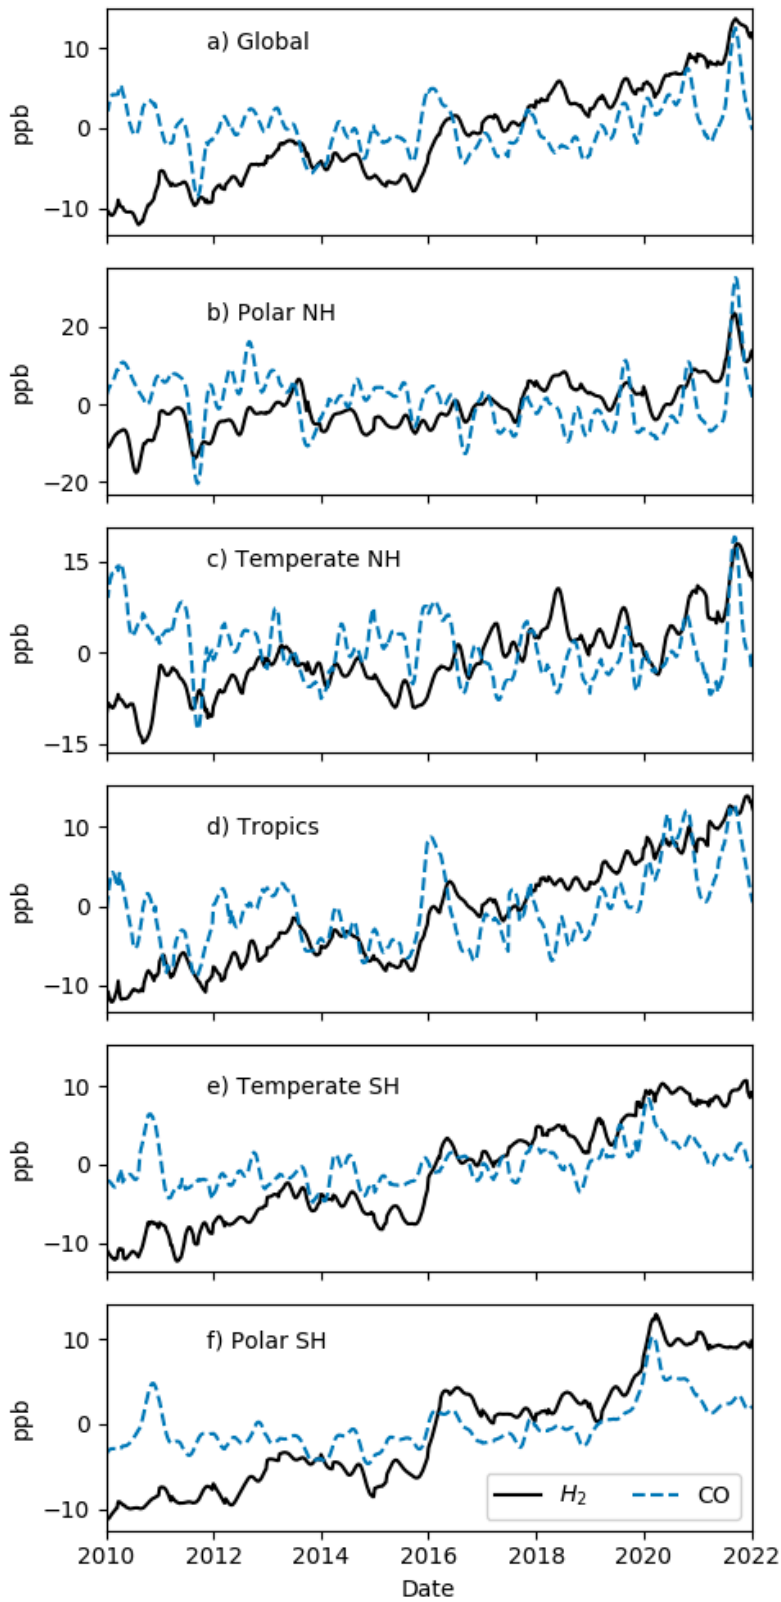 a) Global
ppb
10
0
−10
b) Polar NH
ppb
20
0
−20
c) Temperate NH
ppb
15
0
−15
d) Tropics
ppb
10
0
−10
e) Temperate SH
ppb
10
0
−10
f) Polar SH
ppb
10
0
−10
H₂ CO
2010 2012 2014 2016 2018 2020 2022
Date